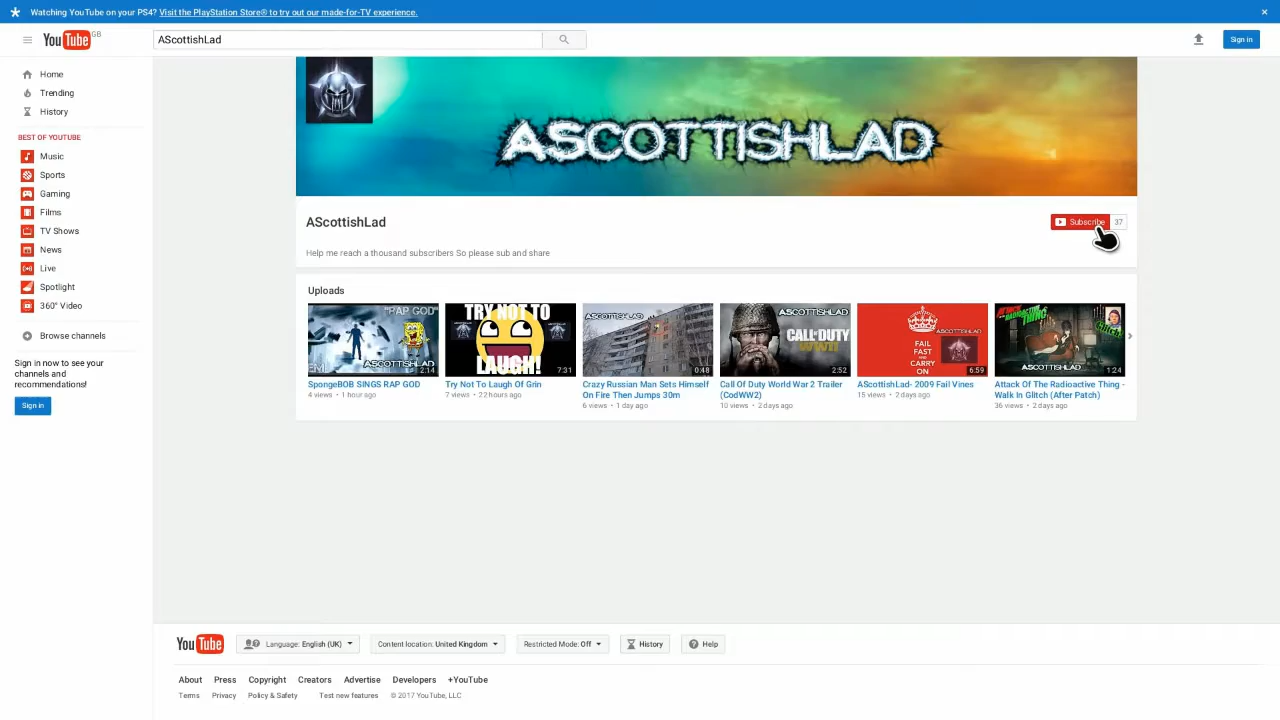 Watching YouTube on your PS4? Visit the PlayStation Store® to try out our made-for-TV experience.
YouTube GB
AScottishLad
Sign in
Home
Trending
History
BEST OF YOUTUBE
Music
Sports
Gaming
Films
TV Shows
News
Live
Spotlight
360° Video
Browse channels
Sign in now to see your
channels and
recommendations!
Sign in
ASCOTTISHLAD
AScottishLad
Subscribe 37
Help me reach a thousand subscribers So please sub and share
Uploads
"RAP GOD"
ASCOTTISHLAD
2:14
SpongeBOB SINGS RAP GOD
4 views • 1 hour ago
TRY NOT TO
LAUGH!
7:31
Try Not To Laugh Of Grin
7 views • 22 hours ago
ASCOTTISHLAD
0:48
Crazy Russian Man Sets Himself
On Fire Then Jumps 30m
6 views • 1 day ago
ASCOTTISHLAD
CALL OF DUTY
WWII
2:52
Call Of Duty World War 2 Trailer
(CodWW2)
10 views • 2 days ago
ASCOTTISHLAD
FAIL
FAST
AND
CARRY
ON
6:59
AScottishLad- 2009 Fail Vines
15 views • 2 days ago
ASCOTTISHLAD
1:24
Attack Of The Radioactive Thing -
Walk In Glitch (After Patch)
36 views • 2 days ago
YouTube
Language: English (UK)
Content location: United Kingdom
Restricted Mode: Off
History
Help
About Press Copyright Creators Advertise Developers +YouTube
Terms Privacy Policy & Safety Test new features © 2017 YouTube, LLC